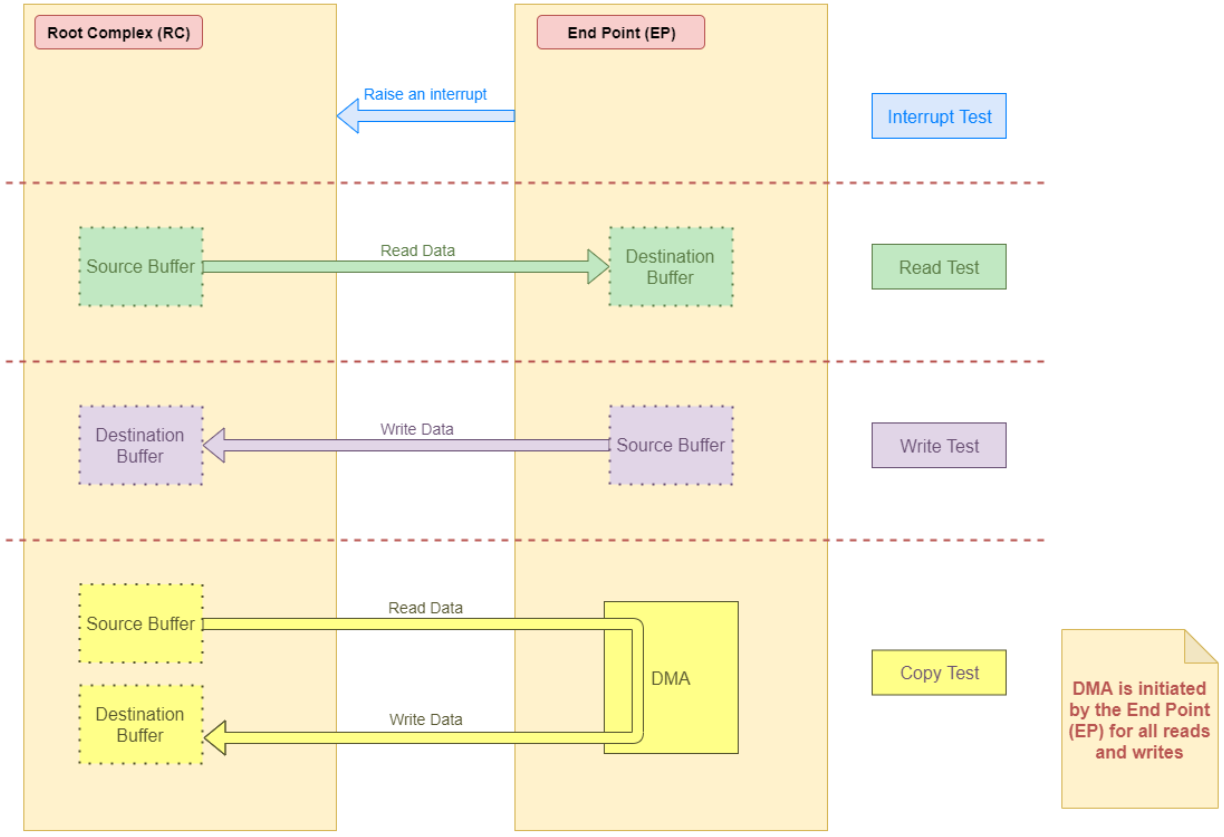 Root Complex (RC)
End Point (EP)
Raise an interrupt
Interrupt Test
Source Buffer
Read Data
Destination
Buffer
Read Test
Destination
Buffer
Write Data
Source Buffer
Write Test
Source Buffer
Read Data
DMA
Destination
Buffer
Write Data
Copy Test
DMA is initiated
by the End Point
(EP) for all reads
and writes